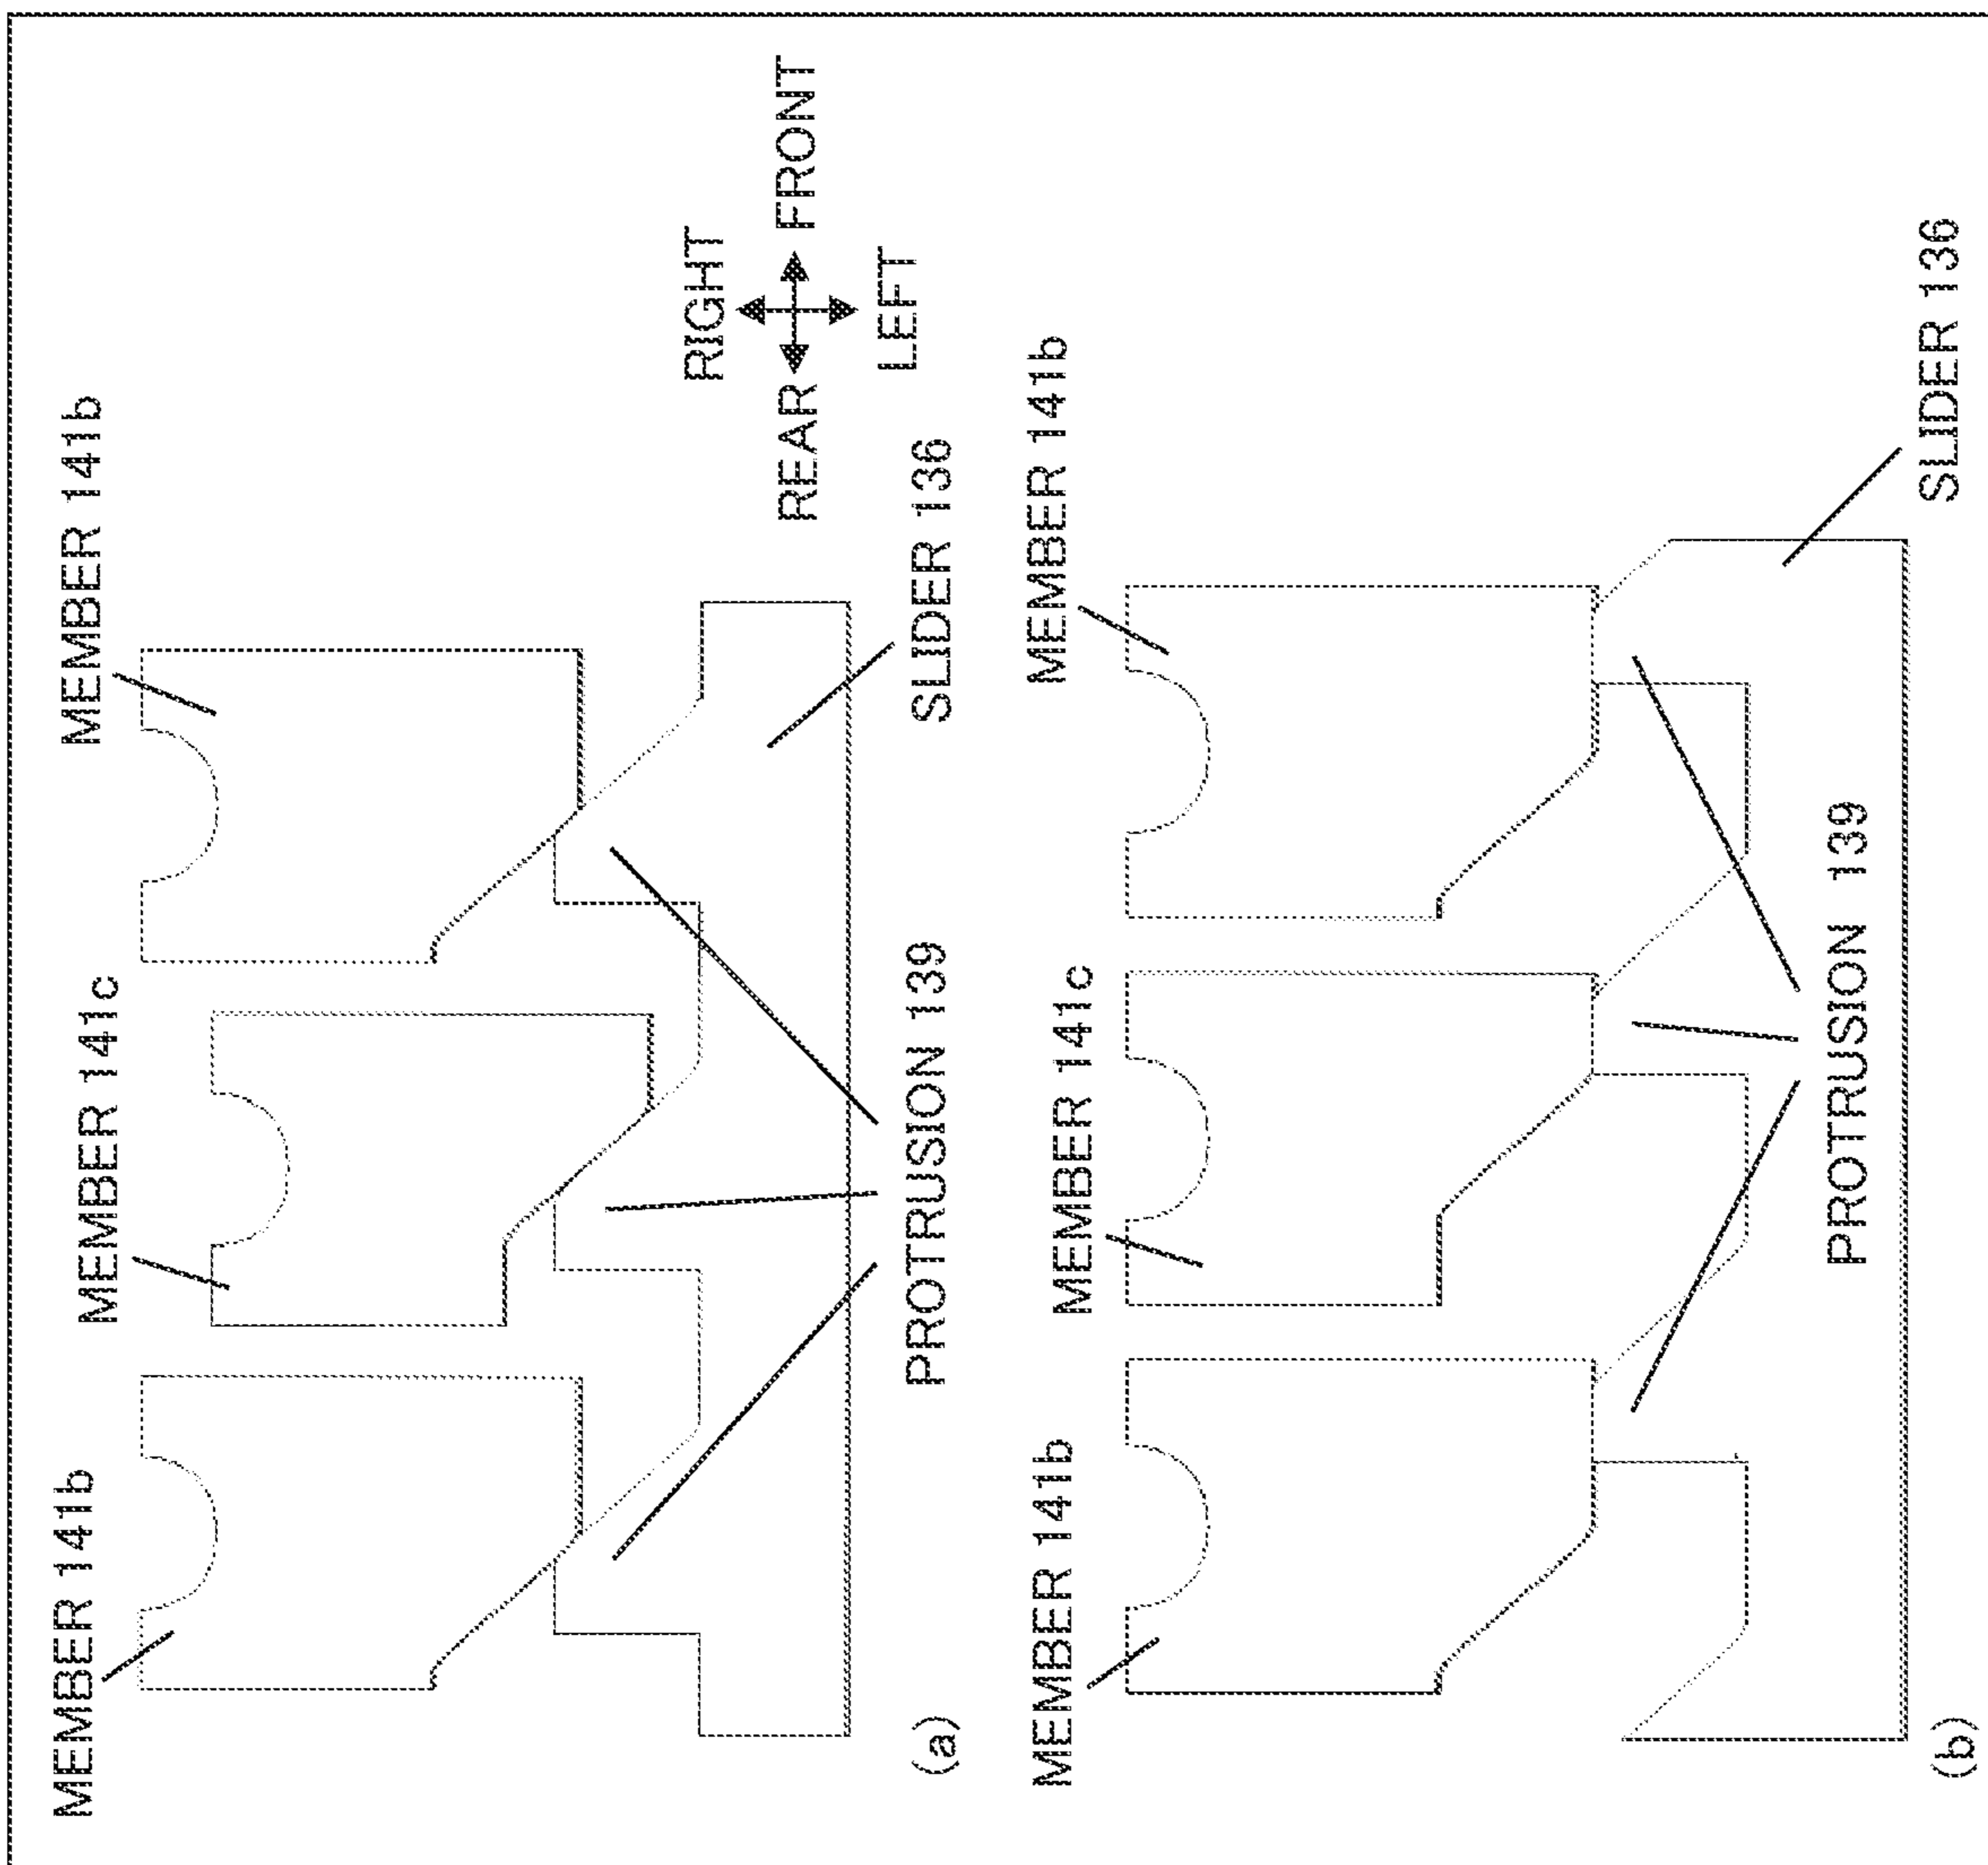 MEMBER 141b
MEMBER 141c
MEMBER 141b
RIGHT
REAR
FRONT
LEFT
SLIDER 136
PROTRUSION 139
(a)
MEMBER 141b
MEMBER 141c
MEMBER 141b
PROTRUSION 139
SLIDER 136
(b)